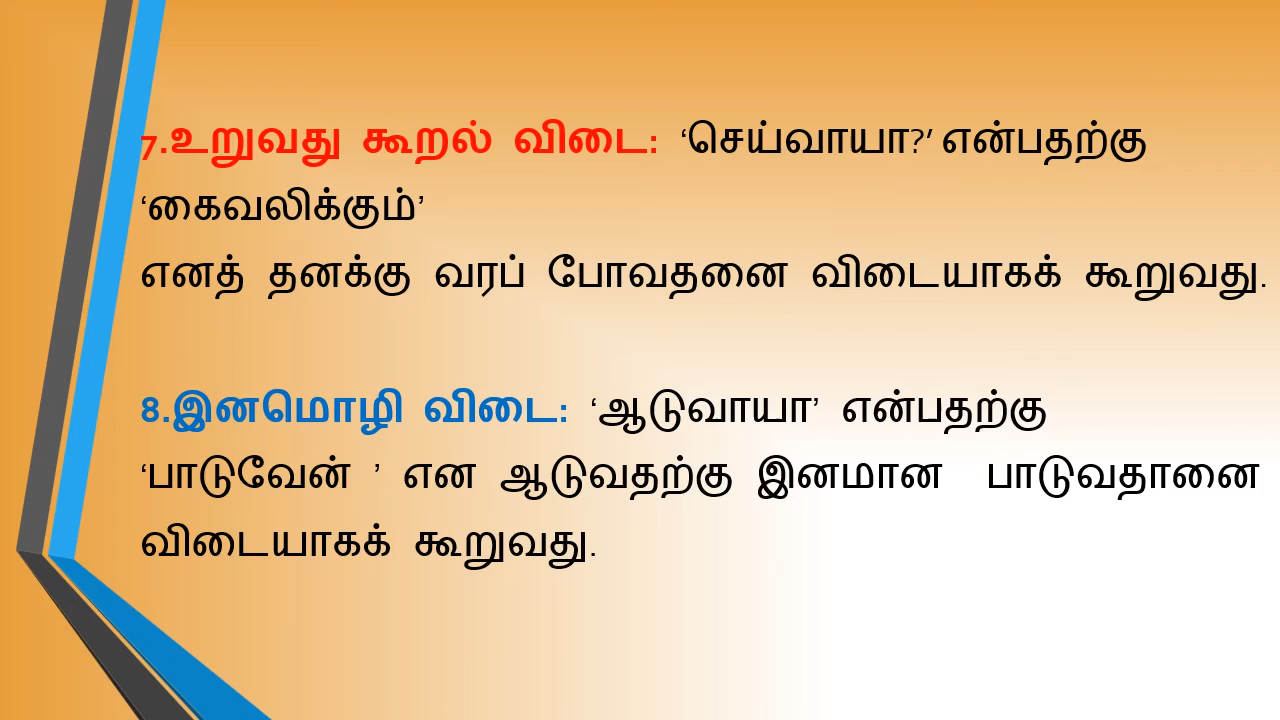 7.உறுவது கூறல் விடை: ‘செய்வாயா?’ என்பதற்கு
‘கைவலிக்கும்’
எனத் தனக்கு வரப் போவதனை விடையாகக் கூறுவது.
8.இனமொழி விடை: ‘ஆடுவாயா’ என்பதற்கு
‘பாடுவேன் ’ என ஆடுவதற்கு இனமான பாடுவதானை
விடையாகக் கூறுவது.